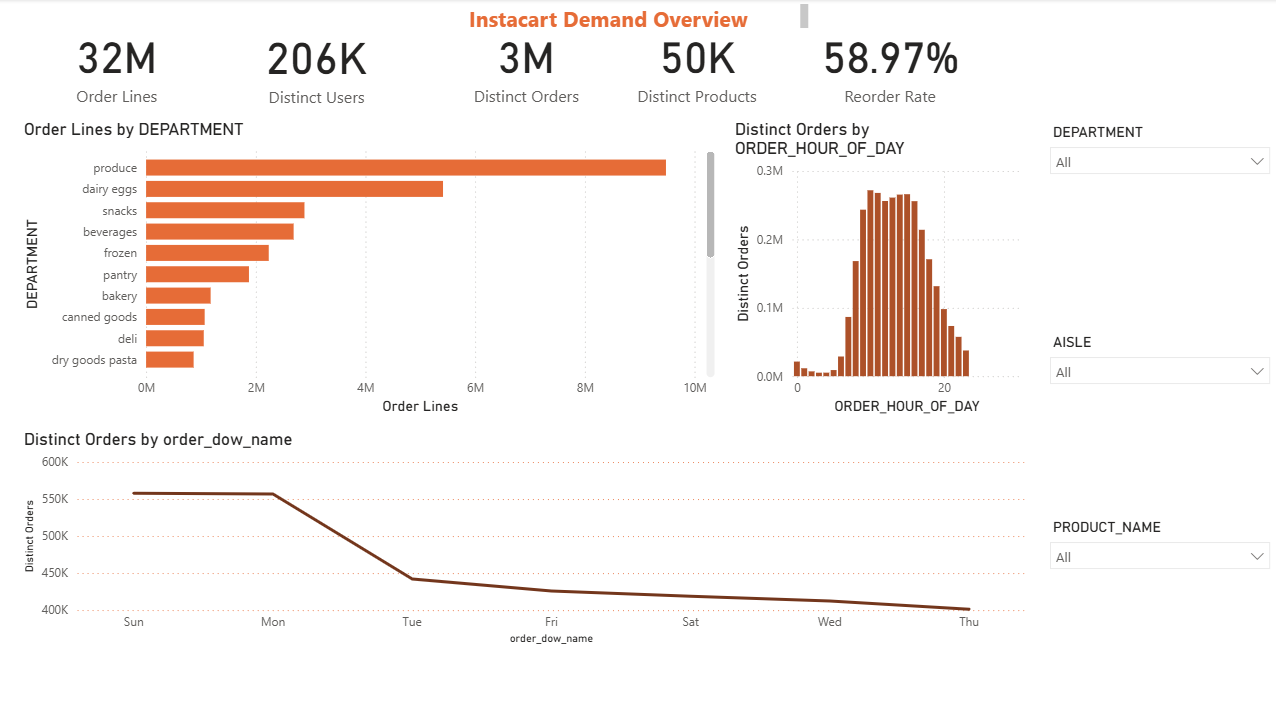 Instacart Demand Overview
32M
Order Lines
206K
Distinct Users
3M
Distinct Orders
50K
Distinct Products
58.97%
Reorder Rate
Order Lines by DEPARTMENT
DEPARTMENT
produce
dairy eggs
snacks
beverages
frozen
pantry
bakery
canned goods
deli
dry goods pasta
0M 2M 4M 6M 8M 10M
Order Lines
Distinct Orders by
ORDER_HOUR_OF_DAY
Distinct Orders
0.3M
0.2M
0.1M
0.0M
0 20
ORDER_HOUR_OF_DAY
DEPARTMENT
All
AISLE
All
PRODUCT_NAME
All
Distinct Orders by order_dow_name
Distinct Orders
600K
550K
500K
450K
400K
Sun Mon Tue Fri Sat Wed Thu
order_dow_name